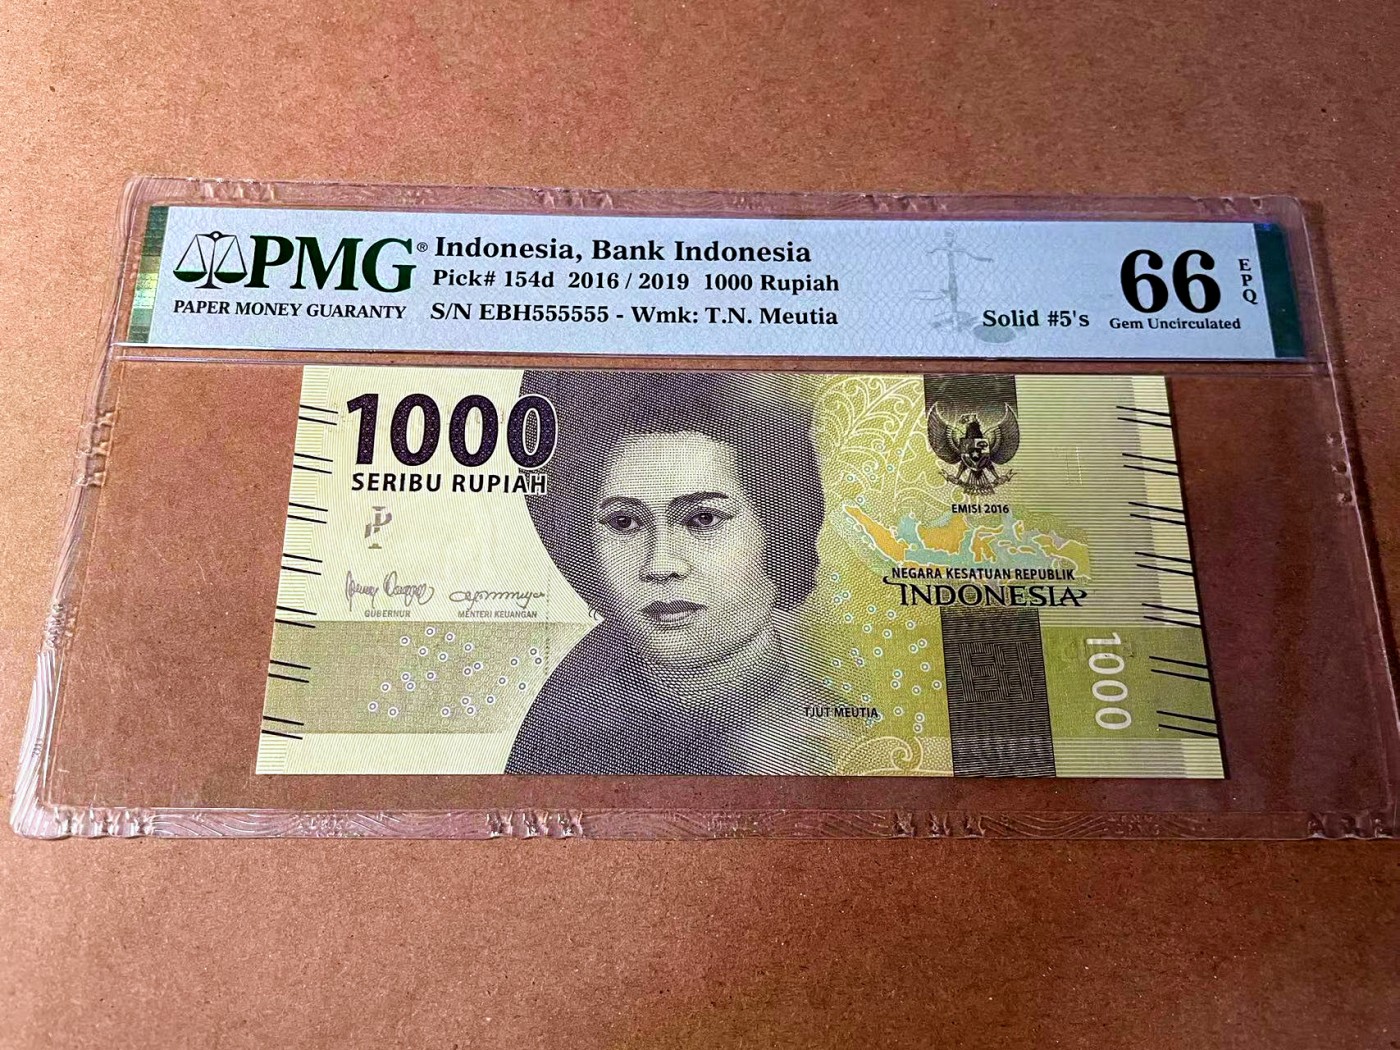 PMG®
PAPER MONEY GUARANTY
Indonesia, Bank Indonesia
Pick# 154d 2016 / 2019 1000 Rupiah
S/N EBH555555 - Wmk: T.N. Meutia
Solid #5's
66
EPQ
Gem Uncirculated
1000
SERIBU RUPIAH
EMISI 2016
NEGARA KESATUAN REPUBLIK
INDONESIA
GUBERNUR
MENTERI KEUANGAN
TJUT MEUTIA
1000